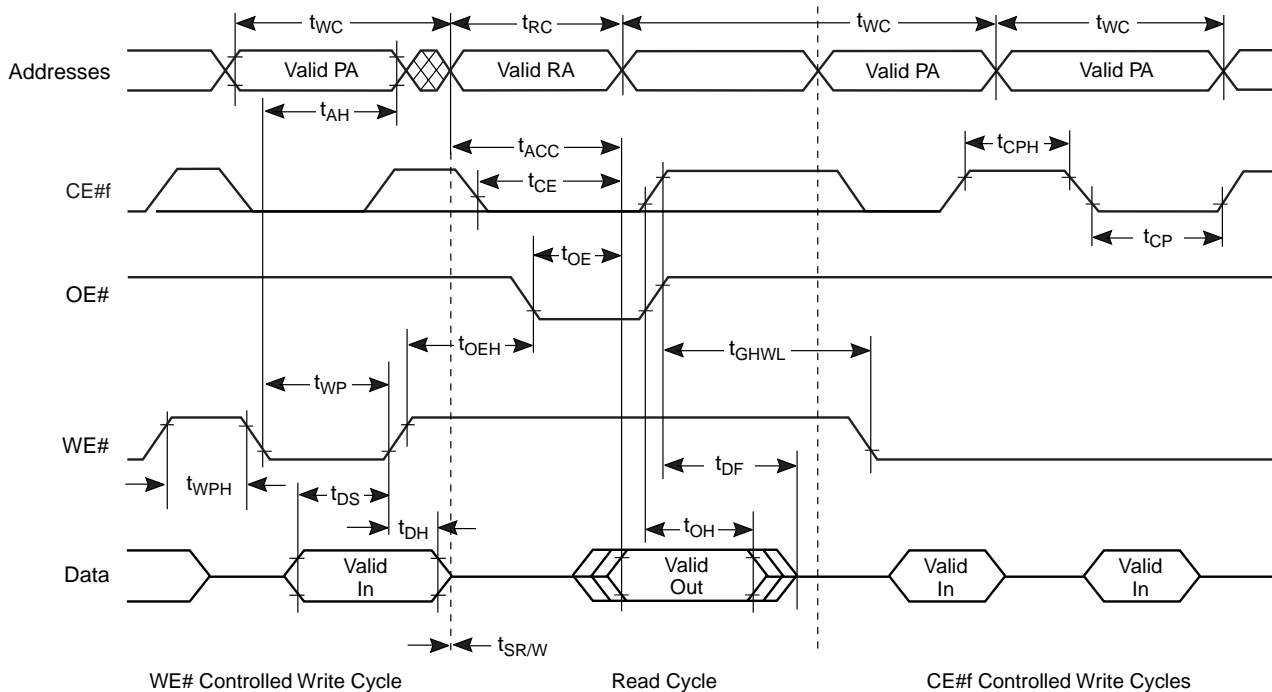 tWC tRC tWC tWC
Addresses Valid PA Valid RA Valid PA Valid PA
tAH
tACC tCPH
CE#f tCE
tCP
tOE
OE#
tOEH tGHWL
tWP
WE#
tWPH tDS tDF
tDH tOH
Data Valid In Valid Out Valid In Valid In
tSR/W
WE# Controlled Write Cycle Read Cycle CE#f Controlled Write Cycles